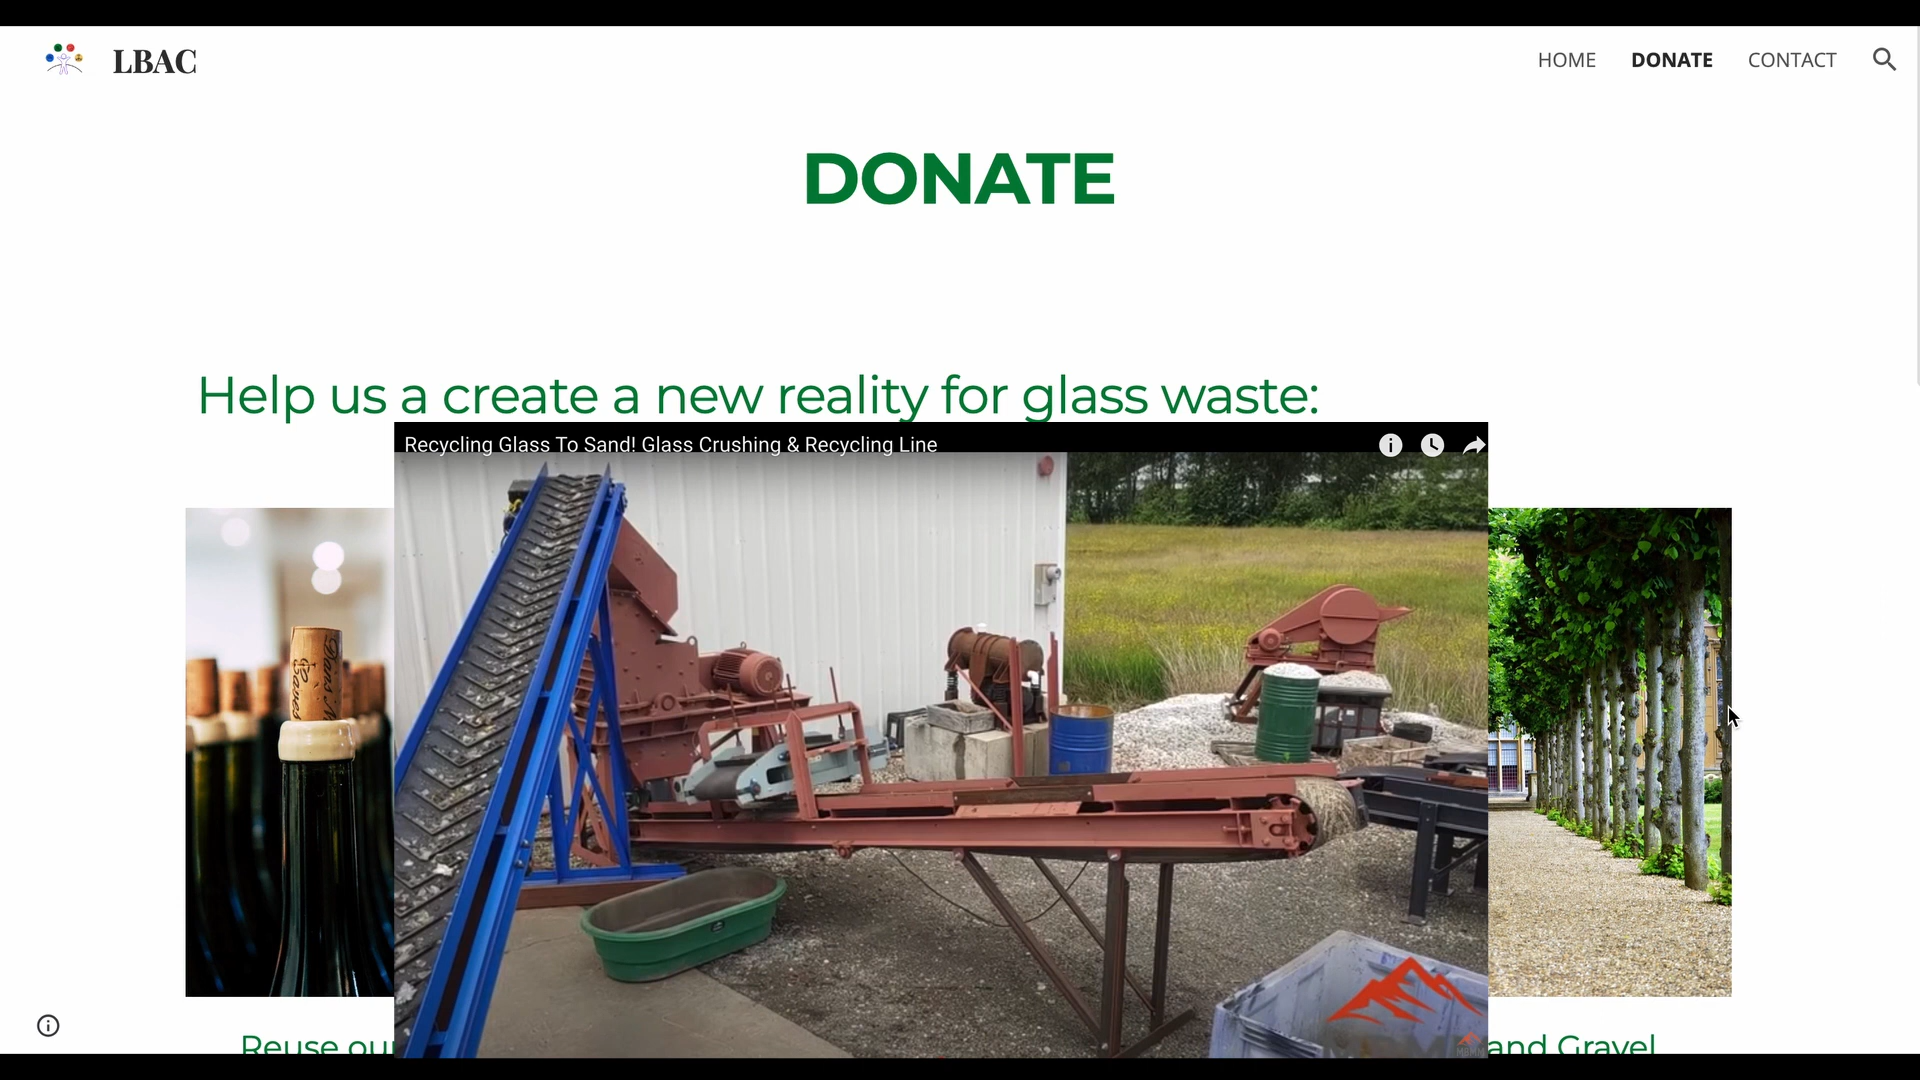 LBAC
HOME DONATE CONTACT
DONATE
Help us a create a new reality for glass waste:
Recycling Glass To Sand! Glass Crushing & Recycling Line
Reuse our
and Gravel